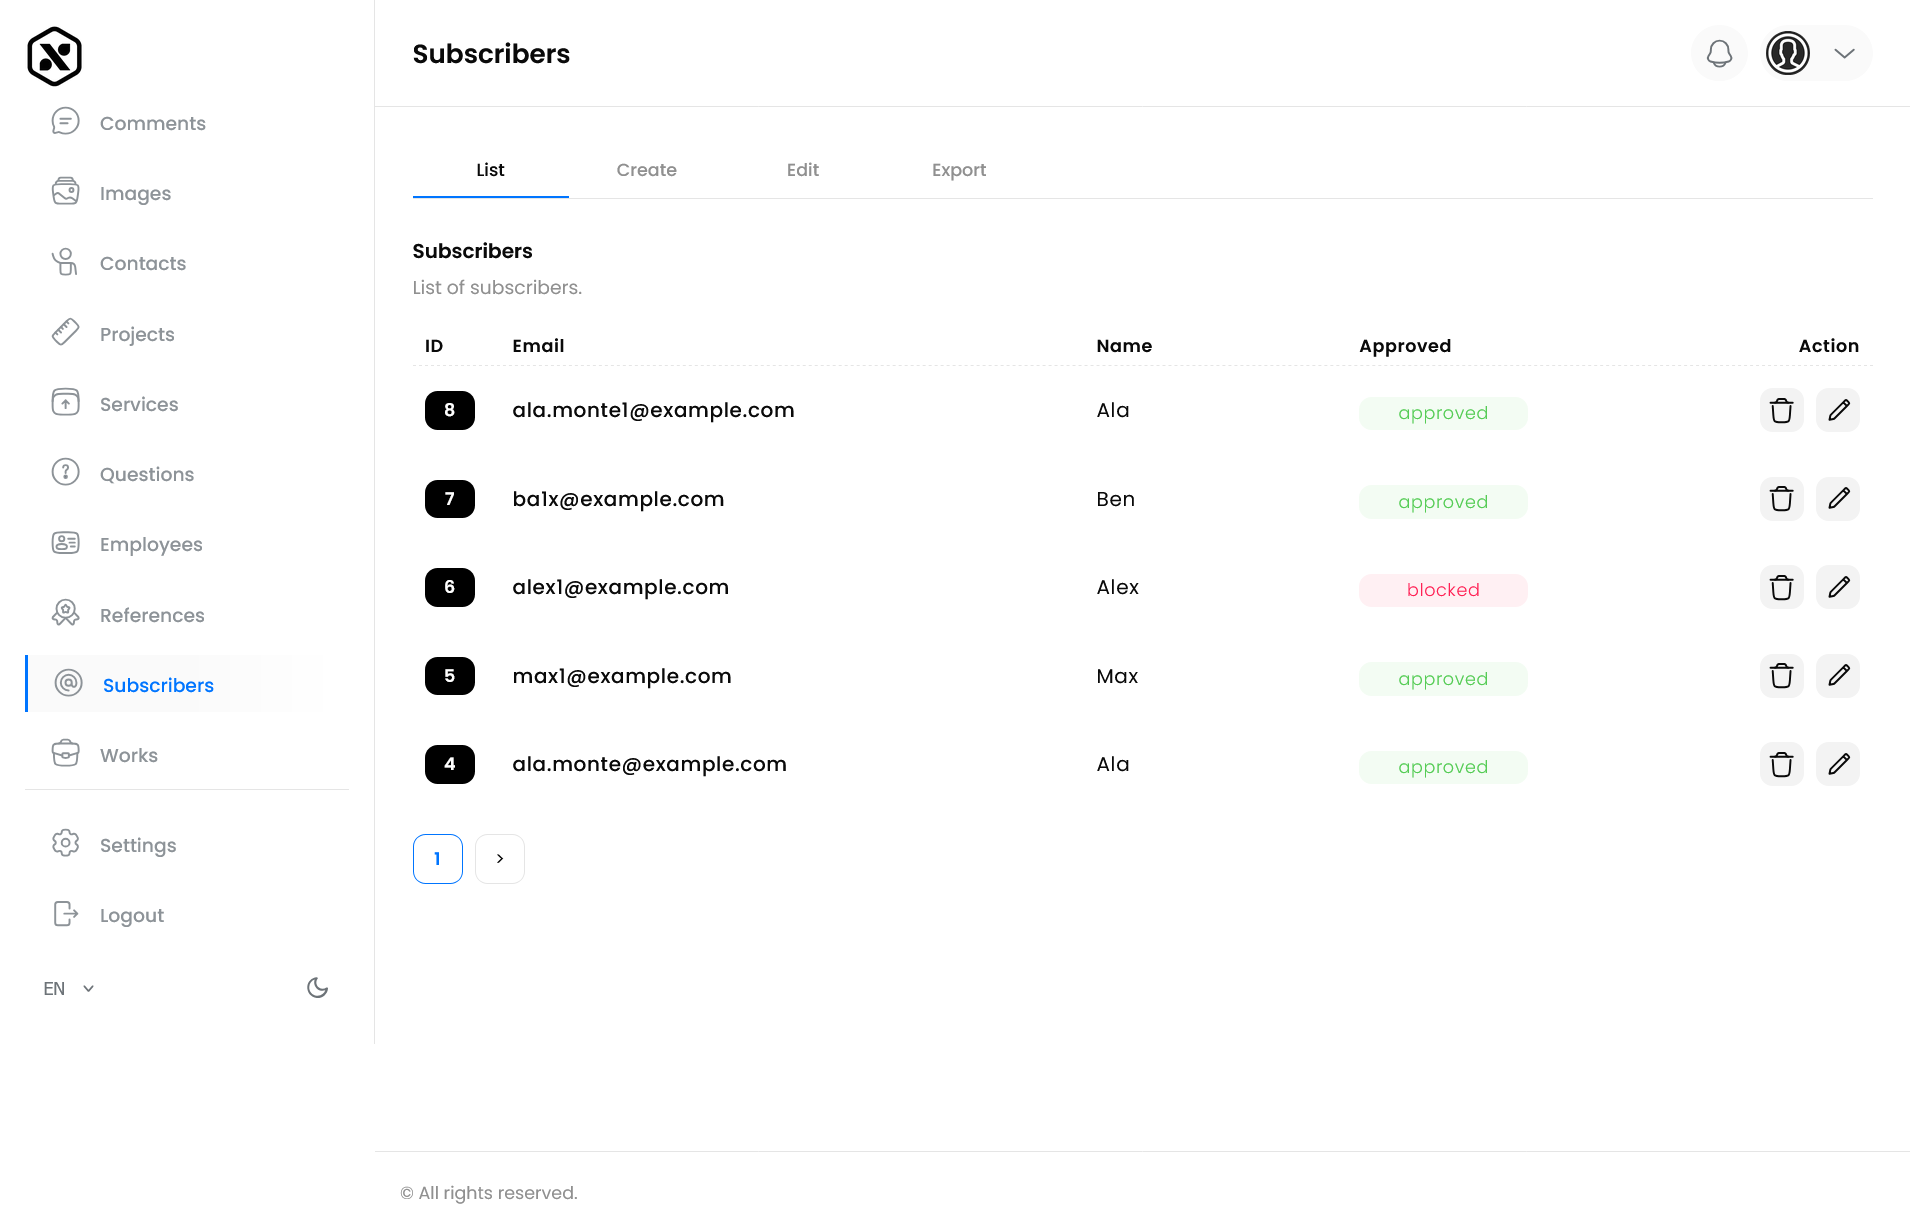 Subscribers
Comments
Images
Contacts
Projects
Services
Questions
Employees
References
Subscribers
Works
Settings
Logout
EN
List Create Edit Export
Subscribers
List of subscribers.
ID Email Name Approved Action
8 ala.monte1@example.com Ala approved
7 ba1x@example.com Ben approved
6 alex1@example.com Alex blocked
5 max1@example.com Max approved
4 ala.monte@example.com Ala approved
1 >
© All rights reserved.